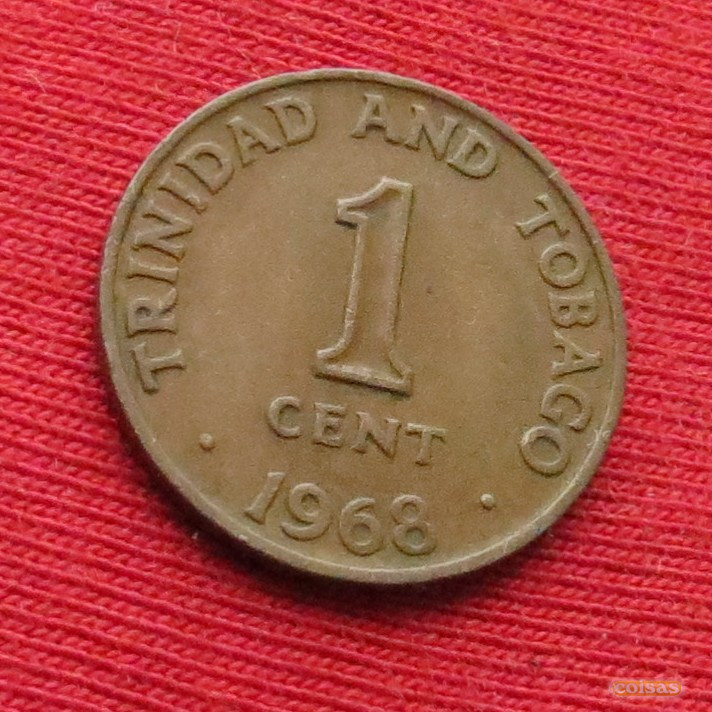 TRINIDAD AND TOBAGO
1
CENT
1968
coisas